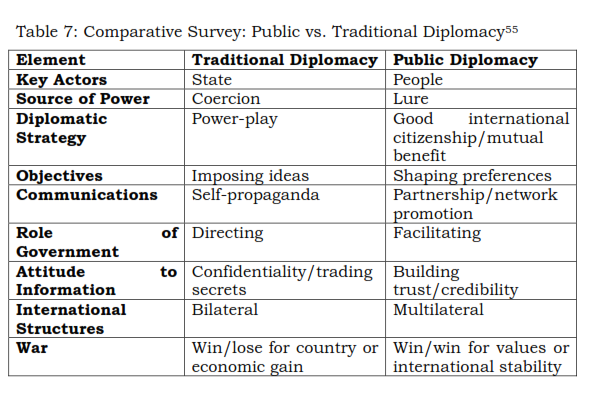 Table 7: Comparative Survey: Public vs. Traditional Diplomacy55
Element Traditional Diplomacy Public Diplomacy
Key Actors State People
Source of Power Coercion Lure
Diplomatic Strategy Power-play Good international citizenship/mutual benefit
Objectives Imposing ideas Shaping preferences
Communications Self-propaganda Partnership/network promotion
Role of Government Directing Facilitating
Attitude to Information Confidentiality/trading secrets Building trust/credibility
International Structures Bilateral Multilateral
War Win/lose for country or economic gain Win/win for values or international stability